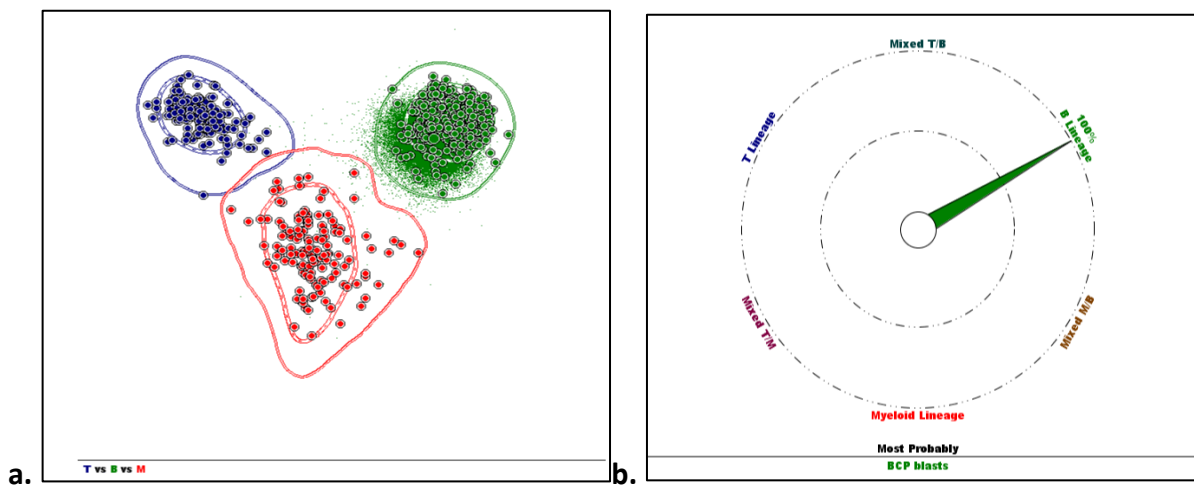 a.
T vs B vs M
b.
Mixed T/B
T Lineage
100%
B Lineage
Mixed T/M
Mixed M/B
Myeloid Lineage
Most Probably
BCP blasts